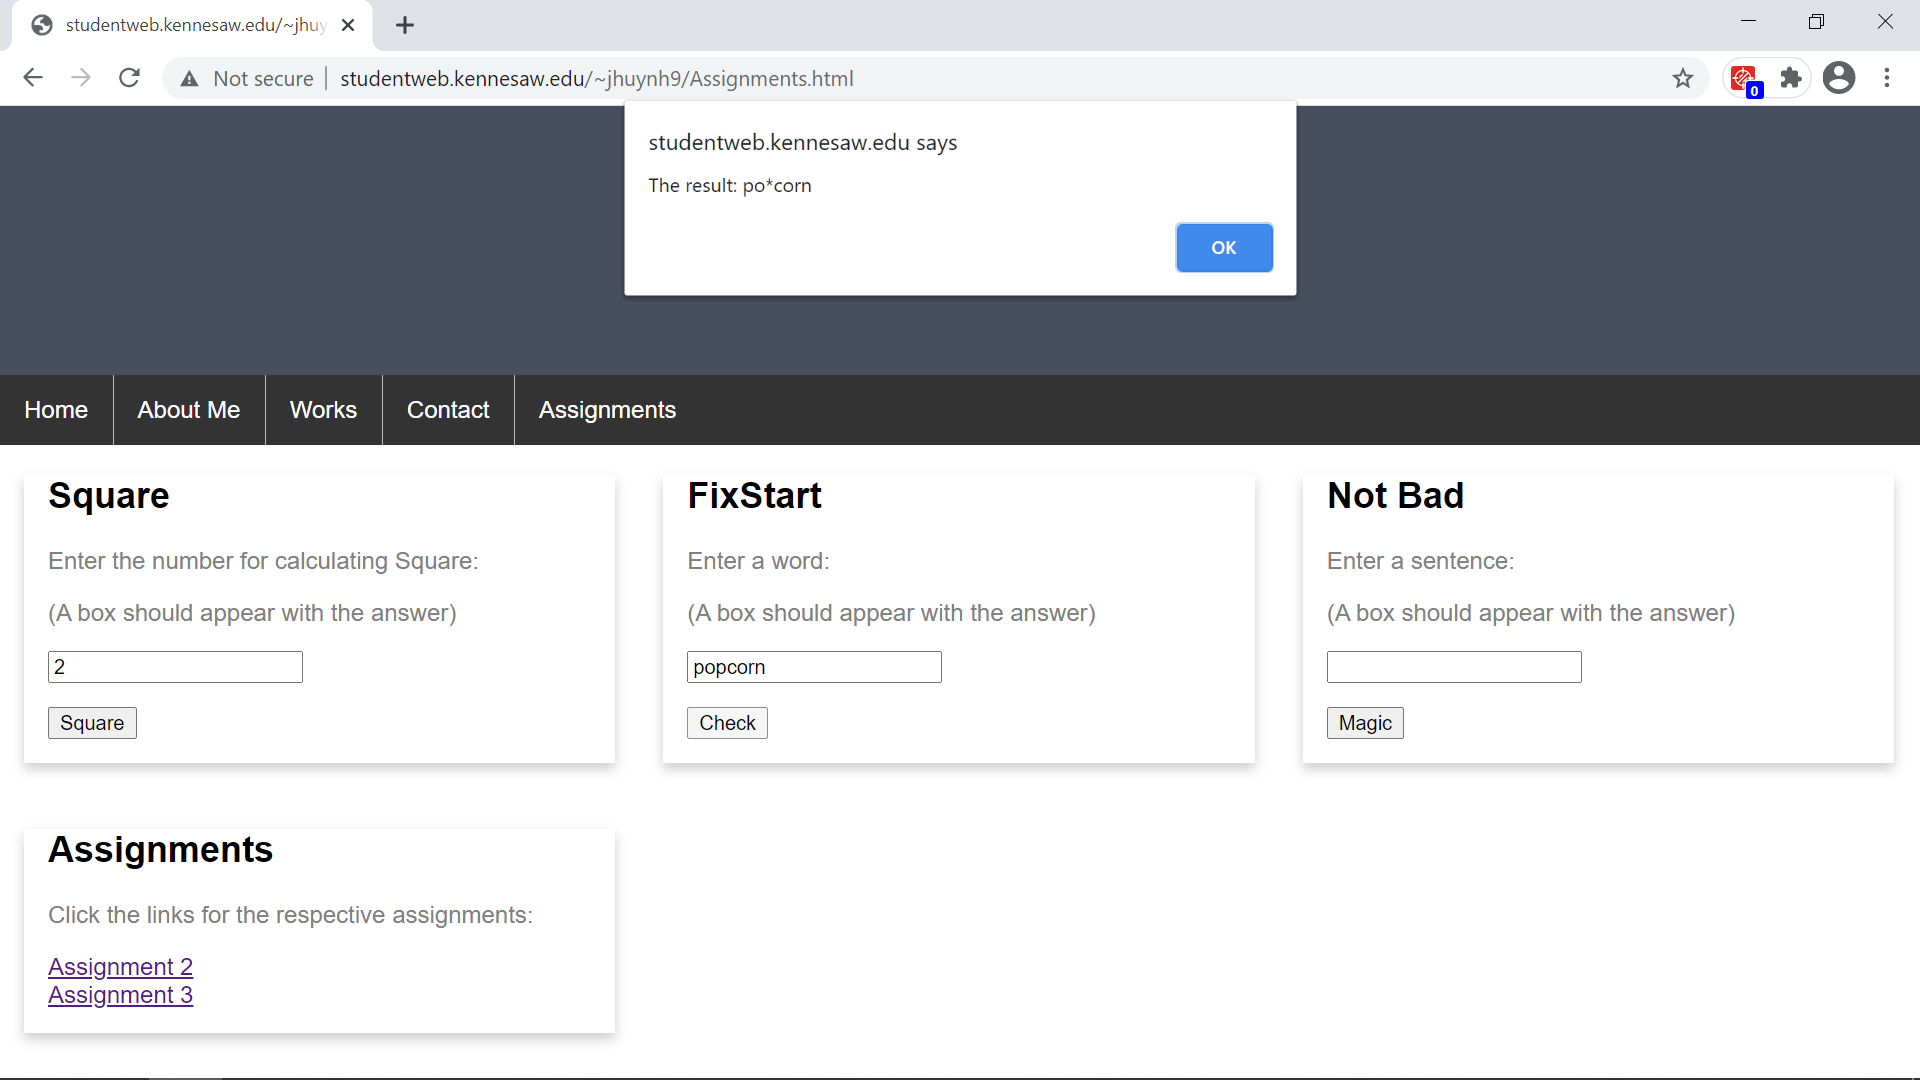 studentweb.kennesaw.edu/~jhuy
Not secure studentweb.kennesaw.edu/~jhuynh9/Assignments.html
0
studentweb.kennesaw.edu says
The result: po*corn
OK
Home About Me Works Contact Assignments
Square
Enter the number for calculating Square:
(A box should appear with the answer)
2
Square
FixStart
Enter a word:
(A box should appear with the answer)
popcorn
Check
Not Bad
Enter a sentence:
(A box should appear with the answer)
Magic
Assignments
Click the links for the respective assignments:
Assignment 2
Assignment 3